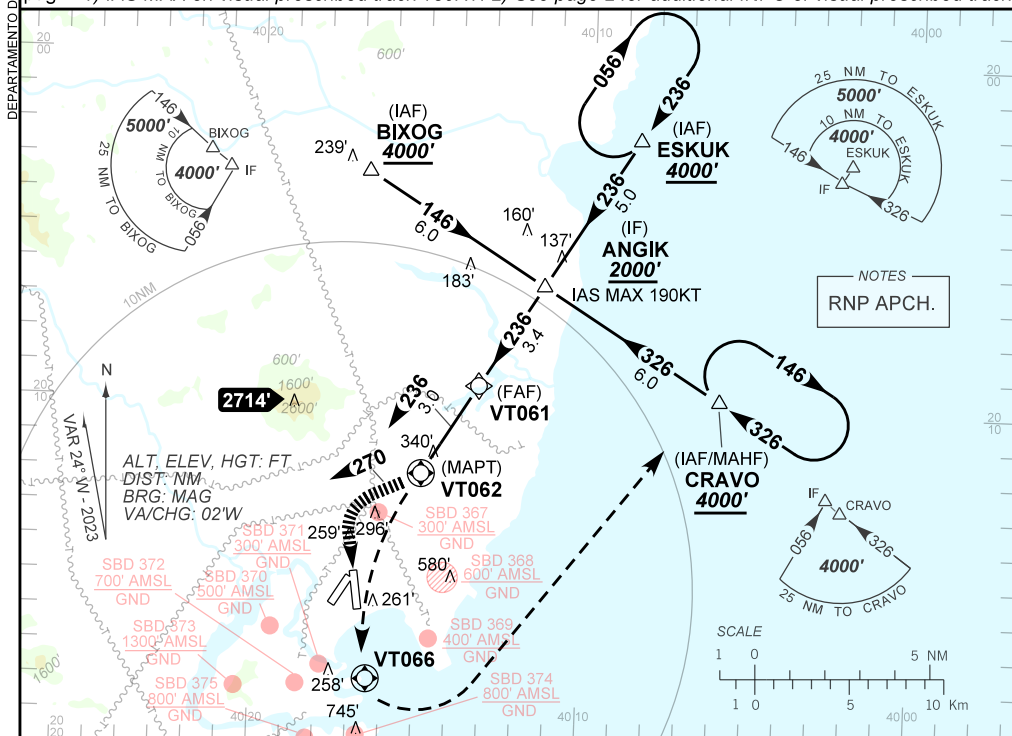 DEPARTAMENTO D
40 20
40 10
40 00
20 00
20 00
600'
(IAF)
BIXOG
4000'
239'
056
236
(IAF)
ESKUK
4000'
146
5000'
BIXOG
IF
4000'
10 NM TO BIXOG
25 NM TO BIXOG
056
25 NM TO ESKUK
5000'
10 NM TO ESKUK
4000'
ESKUK
146
IF
326
146
6.0
236
5.0
160'
137'
183'
(IF)
ANGIK
2000'
IAS MAX 190KT
NOTES
RNP APCH.
10NM
236
3.4
326
6.0
146
326
600'
1600'
2600'
2714'
N
VAR 24° W - 2023
20 10
20 10
236
3.0
(FAF)
VT061
340'
270
(MAPT)
VT062
(IAF/MAHF)
CRAVO
4000'
ALT, ELEV, HGT: FT
DIST: NM
BRG: MAG
VA/CHG: 02'W
259'
296'
SBD 367
300' AMSL
GND
SBD 371
300' AMSL
GND
580'
SBD 368
600' AMSL
GND
SBD 372
700' AMSL
GND
SBD 370
500' AMSL
GND
261'
SBD 373
1300' AMSL
GND
SBD 369
400' AMSL
GND
IF
CRAVO
056
326
4000'
25 NM TO CRAVO
1600'
SBD 375
800' AMSL
GND
258'
VT066
SBD 374
800' AMSL
GND
745'
SCALE
1 0 5 NM
1 0 5 10 Km
20
40 20
40 10
40 00
20